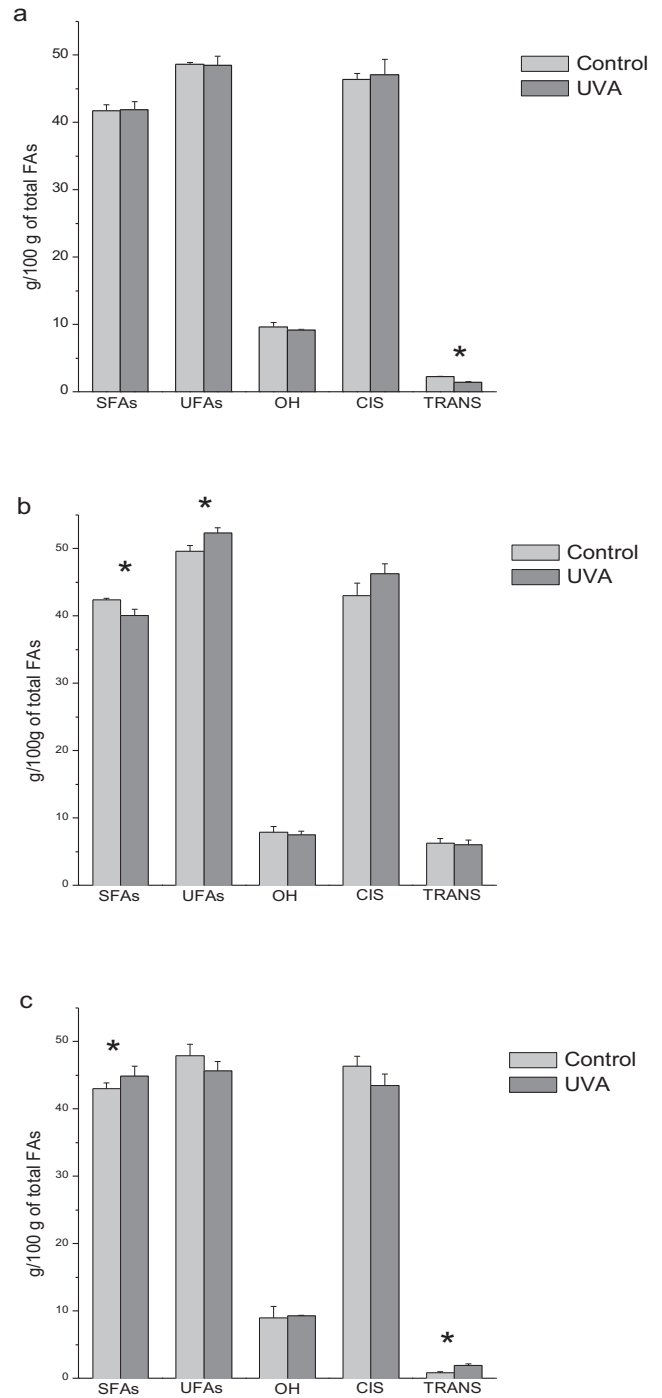 a
50
40
30
20
10
0
g/100 g of total FAs
SFAs UFAs OH CIS TRANS
*
Control
UVA
b
50
40
30
20
10
0
g/100g of total FAs
SFAs UFAs OH CIS TRANS
*
*
Control
UVA
c
50
40
30
20
10
0
g/100 g of total FAs
SFAs UFAs OH CIS TRANS
*
*
Control
UVA